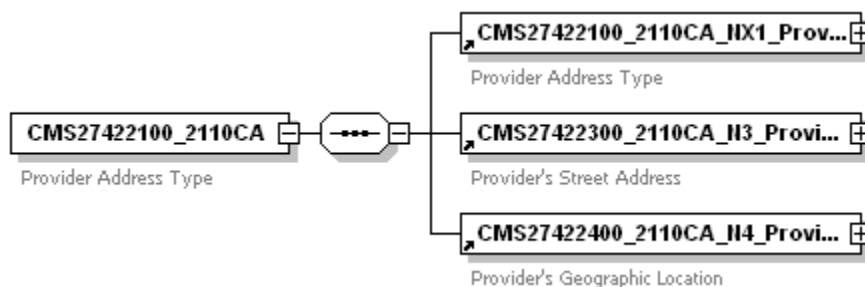 CMS27422100_2110CA_NX1_Prov...
Provider Address Type
CMS27422100_2110CA
Provider Address Type
CMS27422300_2110CA_N3_Provi...
Provider's Street Address
CMS27422400_2110CA_N4_Provi...
Provider's Geographic Location